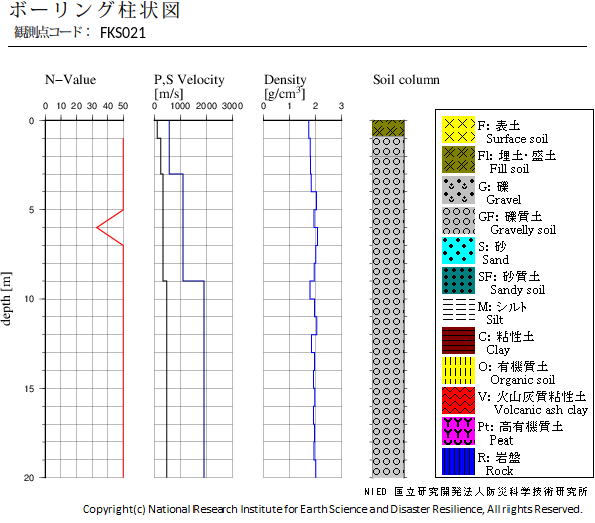 ボーリング柱状図
観測点コード： FKS021
N−Value
P,S Velocity
Density
Soil column
[m/s]
[g/cm³]
0 10 20 30 40 50
0 1000 2000 3000
0 1 2 3
0
5
10
15
20
depth [m]
F: 表土
Surface soil
Fl: 埋土・盛土
Fill soil
G: 礫
Gravel
GF: 礫質土
Gravelly soil
S: 砂
Sand
SF: 砂質土
Sandy soil
M: シルト
Silt
C: 粘性土
Clay
O: 有機質土
Organic soil
V: 火山灰質粘性土
Volcanic ash clay
Pt: 高有機質土
Peat
R: 岩盤
Rock
NIED 国立研究開発法人防災科学技術研究所
Copyright(c) National Research Institute for Earth Science and Disaster Resilience, All rights Reserved.